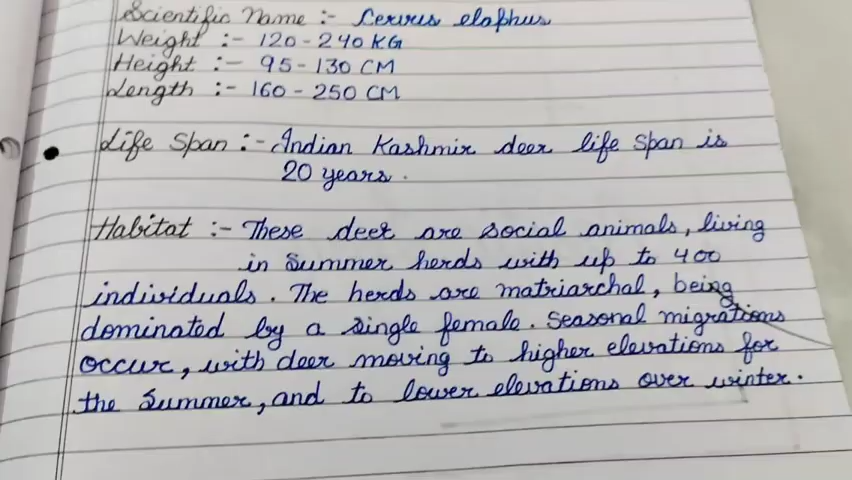 Scientific Name :- Cervus elaphus
Weight :- 120-240 KG
Height :- 95-130 CM
Length :- 160-250 CM
Life Span :- Indian Kashmir deer life span is
20 years.
Habitat :- These deer are social animals, living
in summer herds with up to 400
individuals. The herds are matriarchal, being
dominated by a single female. Seasonal migrations
occur, with deer moving to higher elevations for
the summer, and to lower elevations over winter.